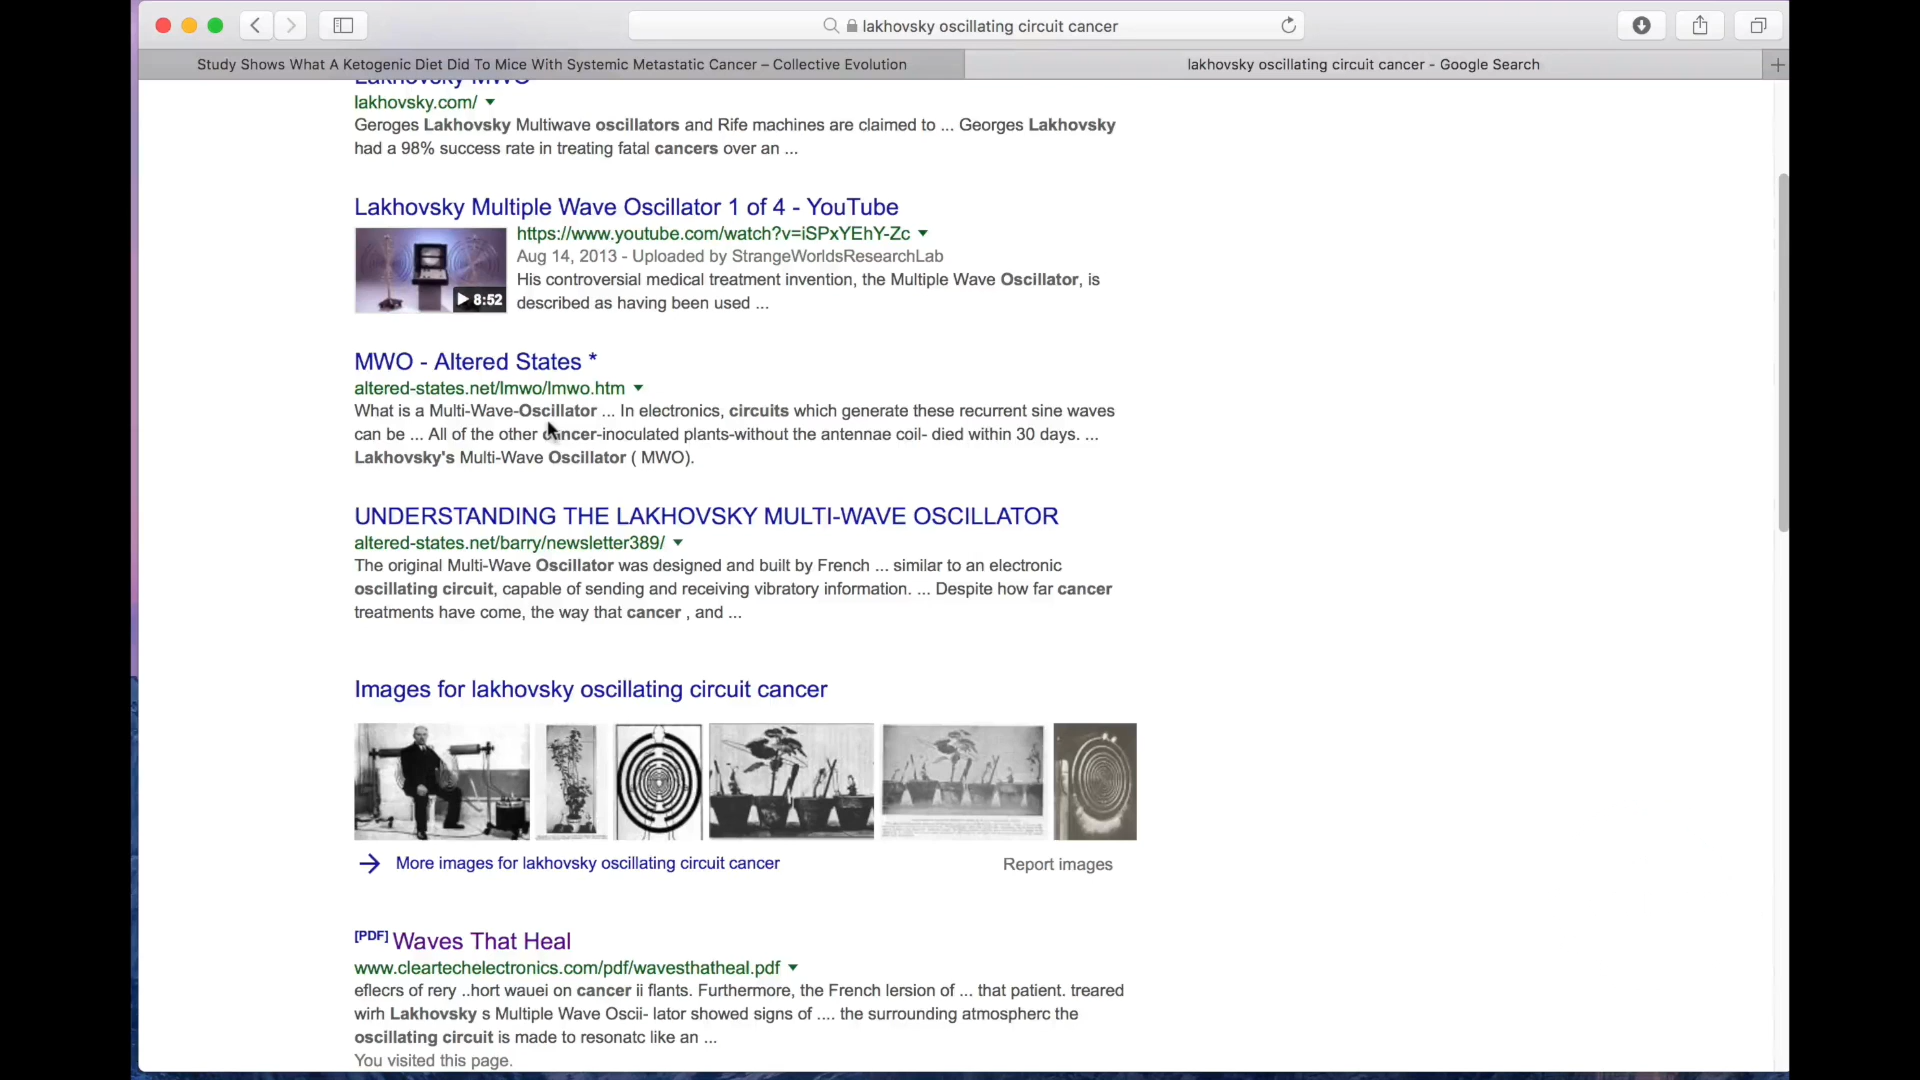 lakhovsky oscillating circuit cancer
Study Shows What A Ketogenic Diet Did To Mice With Systemic Metastatic Cancer – Collective Evolution
lakhovsky oscillating circuit cancer - Google Search
Lakhovsky MWO
lakhovsky.com/
Geroges Lakhovsky Multiwave oscillators and Rife machines are claimed to ... Georges Lakhovsky
had a 98% success rate in treating fatal cancers over an ...
Lakhovsky Multiple Wave Oscillator 1 of 4 - YouTube
https://www.youtube.com/watch?v=iSPxYEhY-Zc
Aug 14, 2013 - Uploaded by StrangeWorldsResearchLab
His controversial medical treatment invention, the Multiple Wave Oscillator, is
described as having been used ...
8:52
MWO - Altered States *
altered-states.net/lmwo/lmwo.htm
What is a Multi-Wave-Oscillator ... In electronics, circuits which generate these recurrent sine waves
can be ... All of the other cancer-inoculated plants-without the antennae coil- died within 30 days. ...
Lakhovsky's Multi-Wave Oscillator ( MWO).
UNDERSTANDING THE LAKHOVSKY MULTI-WAVE OSCILLATOR
altered-states.net/barry/newsletter389/
The original Multi-Wave Oscillator was designed and built by French ... similar to an electronic
oscillating circuit, capable of sending and receiving vibratory information. ... Despite how far cancer
treatments have come, the way that cancer , and ...
Images for lakhovsky oscillating circuit cancer
More images for lakhovsky oscillating circuit cancer
Report images
[PDF] Waves That Heal
www.cleartechelectronics.com/pdf/wavesthatheal.pdf
eflecrs of rery ..hort wauei on cancer ii flants. Furthermore, the French lersion of ... that patient. treared
wirh Lakhovsky s Multiple Wave Oscii- lator showed signs of .... the surrounding atmospherc the
oscillating circuit is made to resonatc like an ...
You visited this page.